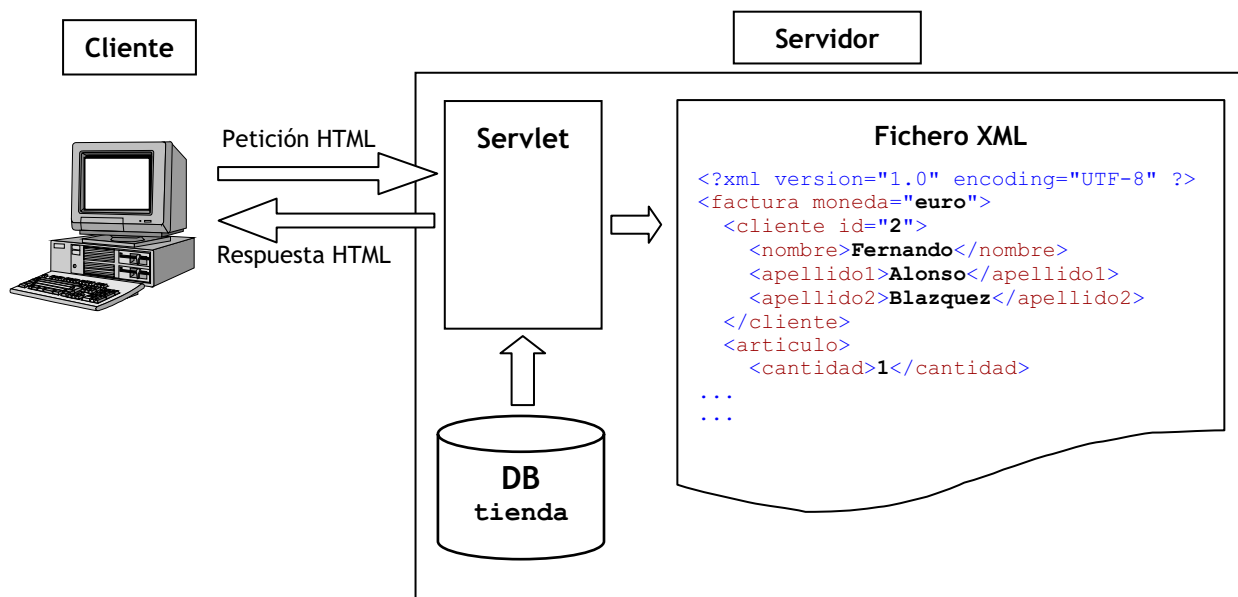 Cliente
Servidor
Petición HTML
Respuesta HTML
Servlet
DB
tienda
Fichero XML
<?xml version="1.0" encoding="UTF-8" ?>
<factura moneda="euro">
<cliente id="2">
<nombre>Fernando</nombre>
<apellido1>Alonso</apellido1>
<apellido2>Blazquez</apellido2>
</cliente>
<articulo>
<cantidad>1</cantidad>
...
...